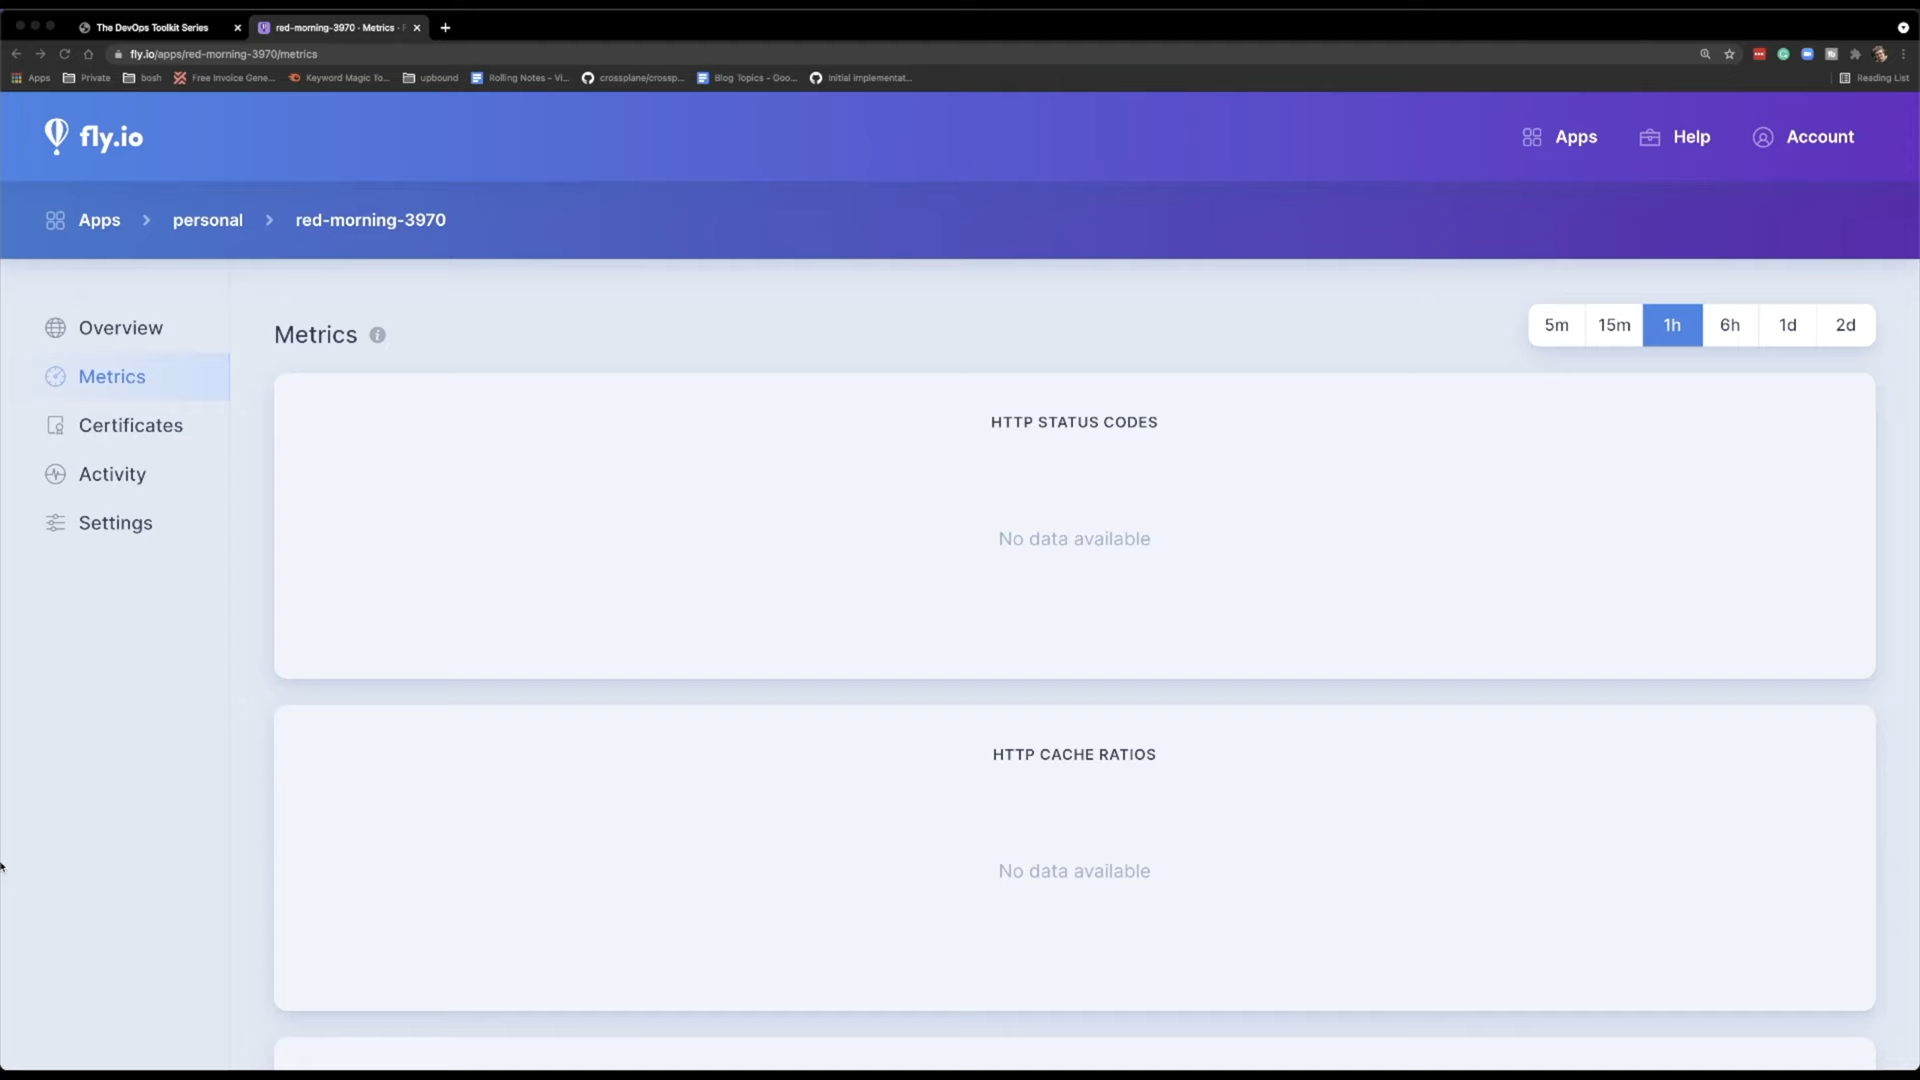 The DevOps Toolkit Series
red-morning-3970 · Metrics ·
fly.io/apps/red-morning-3970/metrics
Apps
Private
bosh
Free Invoice Gene...
Keyword Magic To...
upbound
Rolling Notes - Vi...
crossplane/crossp...
Blog Topics - Goo...
Initial Implementat...
Reading List
fly.io
Apps
Help
Account
Apps
personal
red-morning-3970
Overview
Metrics
Certificates
Activity
Settings
Metrics
5m
15m
1h
6h
1d
2d
HTTP STATUS CODES
No data available
HTTP CACHE RATIOS
No data available